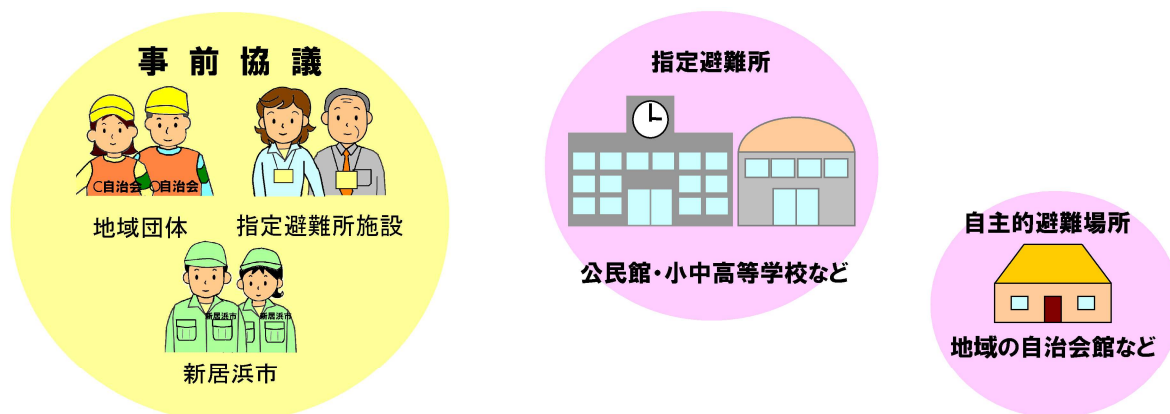 事前協議
〇自治会
〇自治会
地域団体
指定避難所施設
新居浜市
新居浜市
新居浜市
指定避難所
公民館・小中高等学校など
自主的避難場所
地域の自治会館など